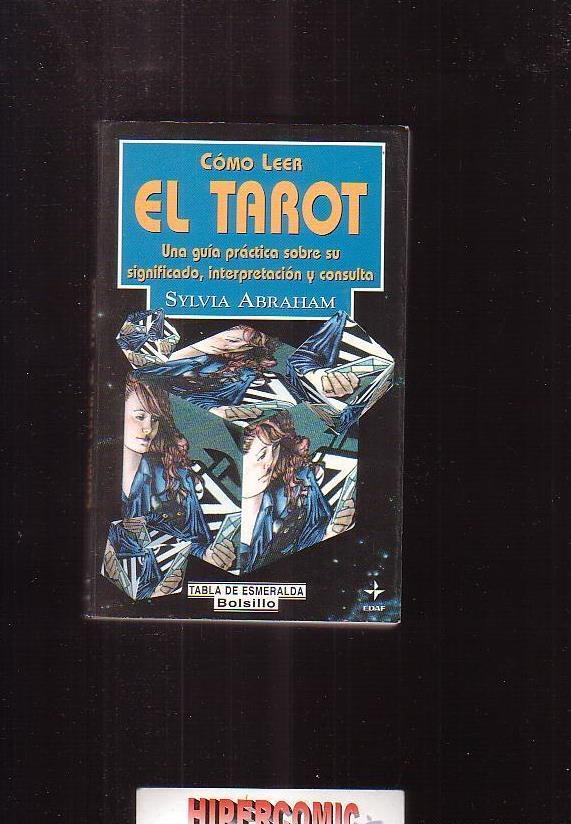 CÓMO LEER
EL TAROT
Una guía práctica sobre su
significado, interpretación y consulta
SYLVIA ABRAHAM
TABLA DE ESMERALDA
Bolsillo
EDAF
HIPERCOMIC